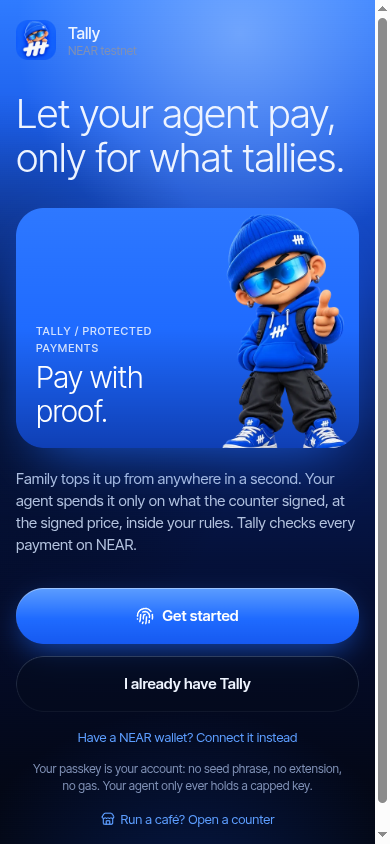 Tally
NEAR testnet
Let your agent pay,
only for what tallies.
TALLY / PROTECTED
PAYMENTS
Pay with
proof.
Family tops it up from anywhere in a second. Your
agent spends it only on what the counter signed, at
the signed price, inside your rules. Tally checks every
payment on NEAR.
Get started
I already have Tally
Have a NEAR wallet? Connect it instead
Your passkey is your account: no seed phrase, no extension,
no gas. Your agent only ever holds a capped key.
Run a café? Open a counter